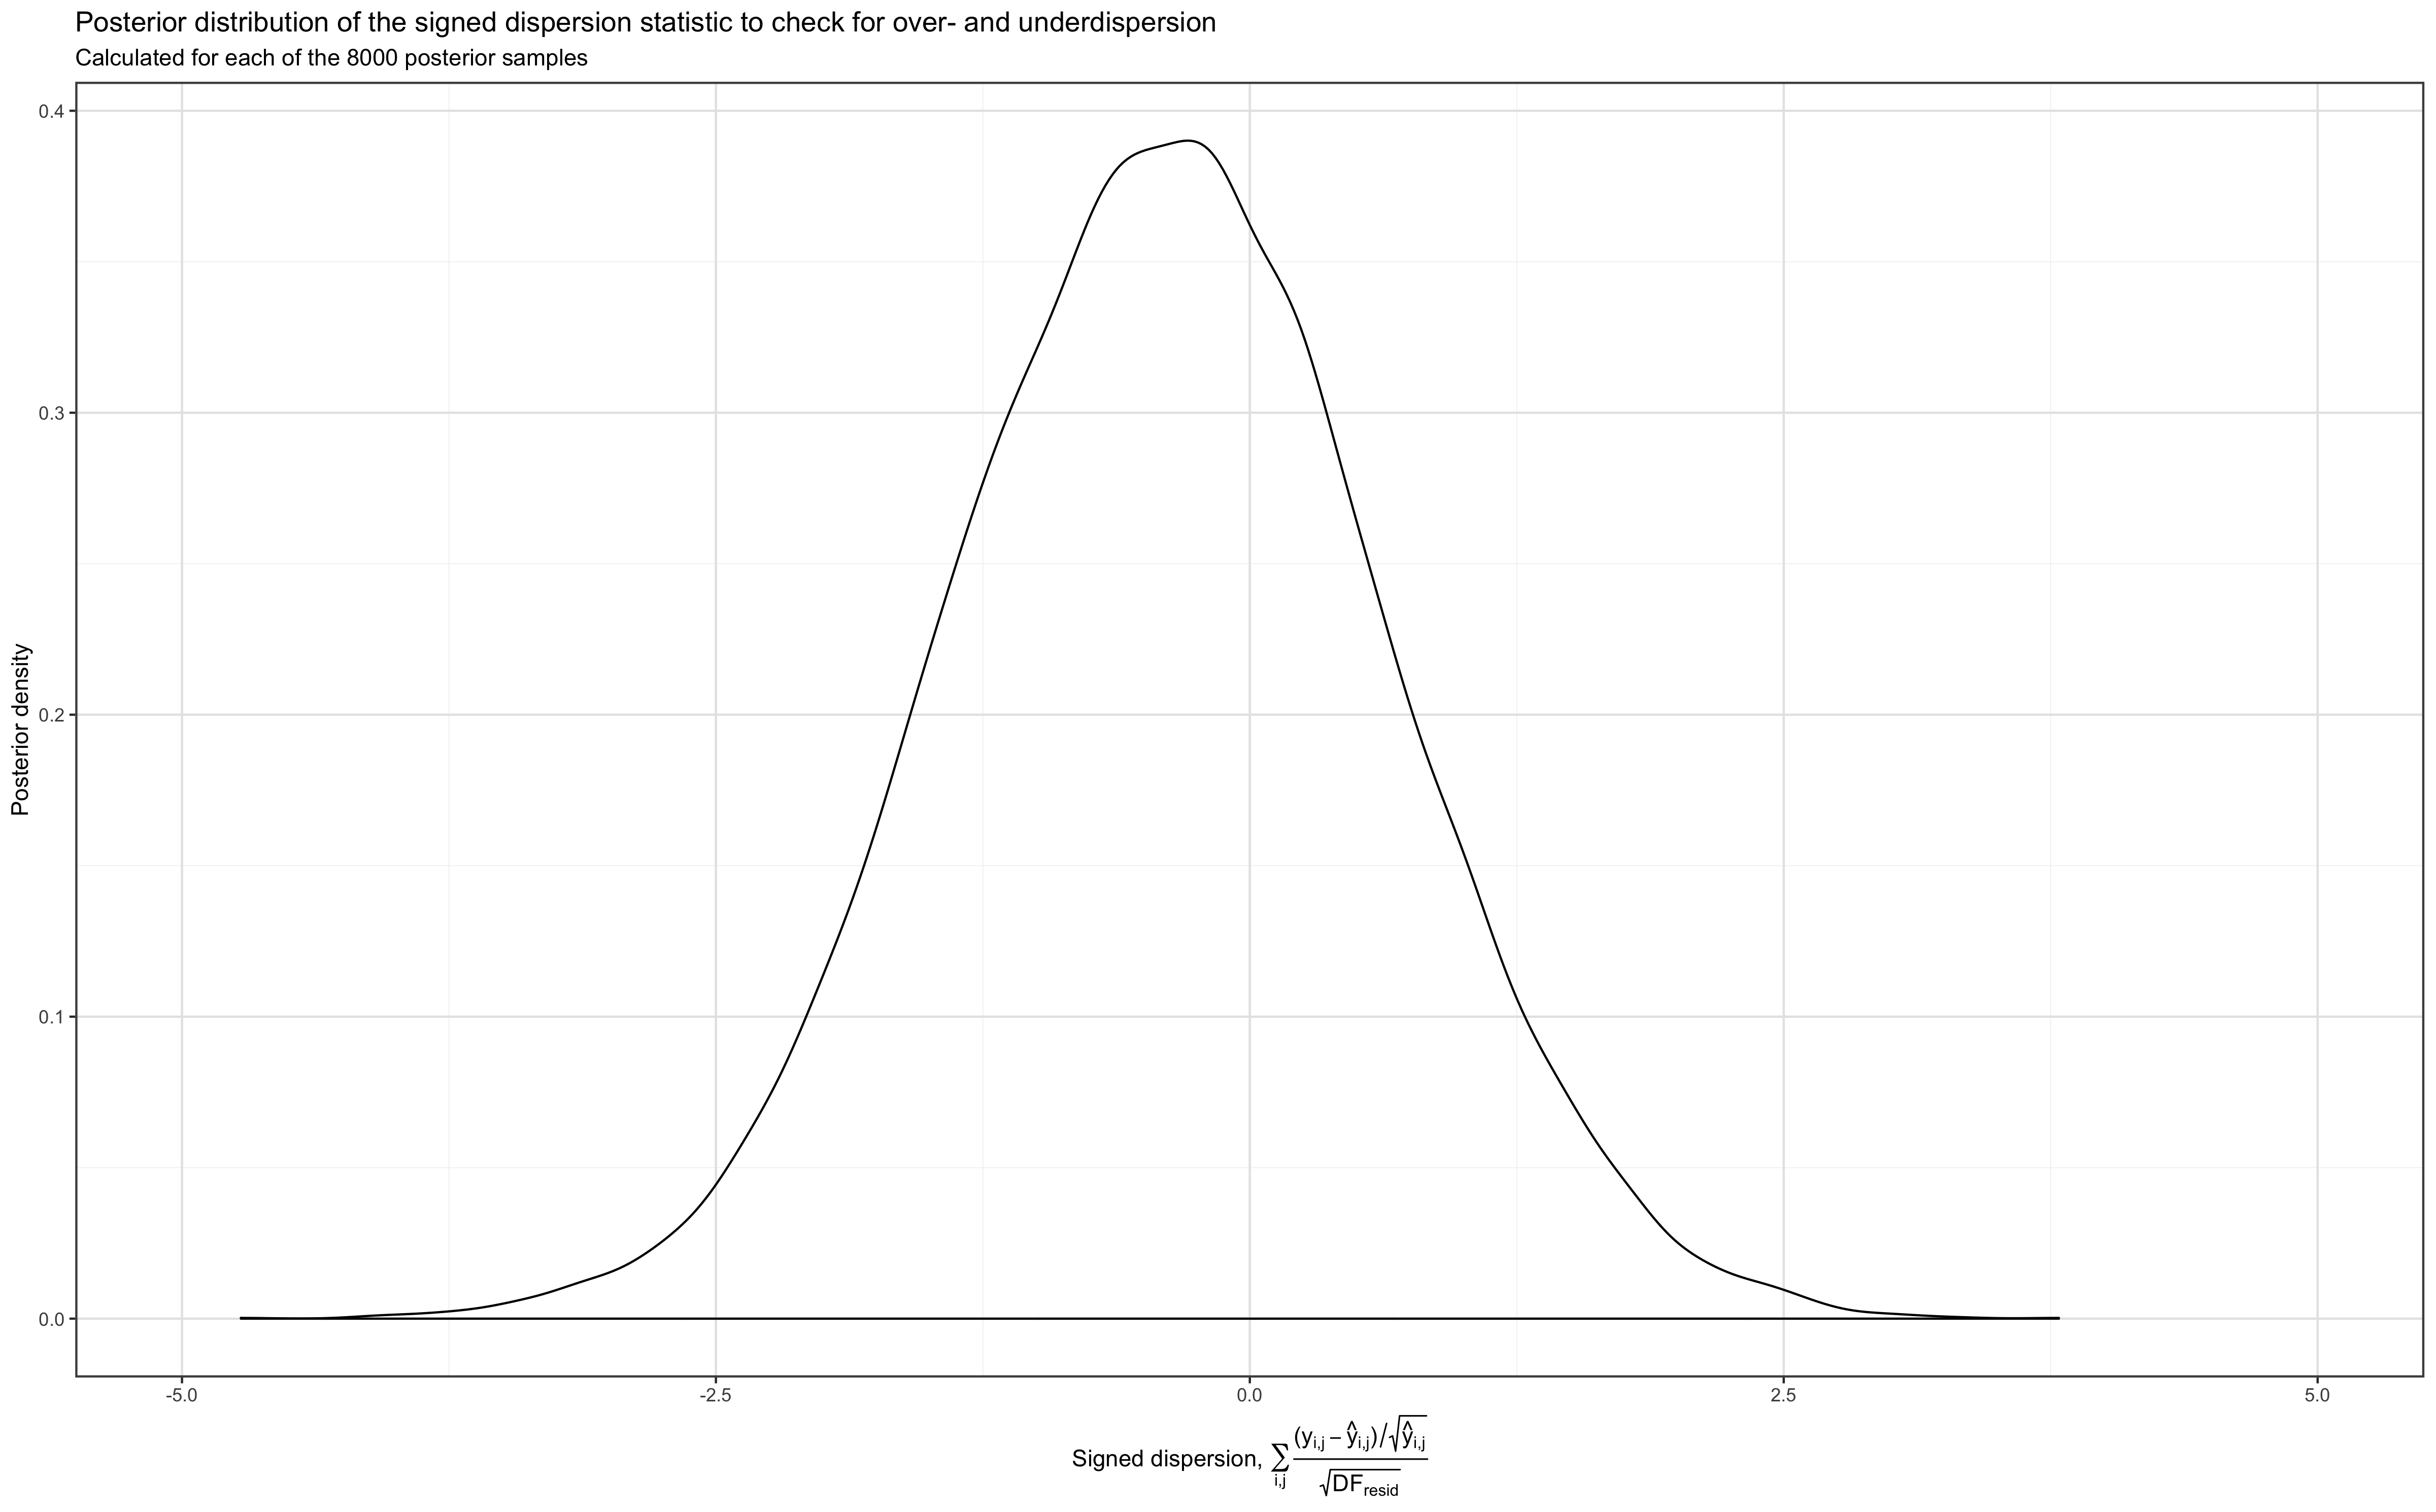 Posterior distribution of the signed dispersion statistic to check for over- and underdispersion
Calculated for each of the 8000 posterior samples
0.4
0.3
0.2
0.1
0.0
Posterior density
-5.0 -2.5 0.0 2.5 5.0
Signed dispersion, ∑i,j (yi,j − ŷi,j)/√ŷi,j / √DFresid